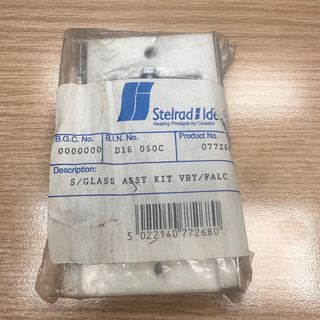 Stelrad Ide
Heating Products by Caradon
B.G.C. No. B.I.N. No. Product No.
0000000 D16 050C 07726
Description:
S/GLASS ASSY KIT VRY/FALC
5 022140 772680